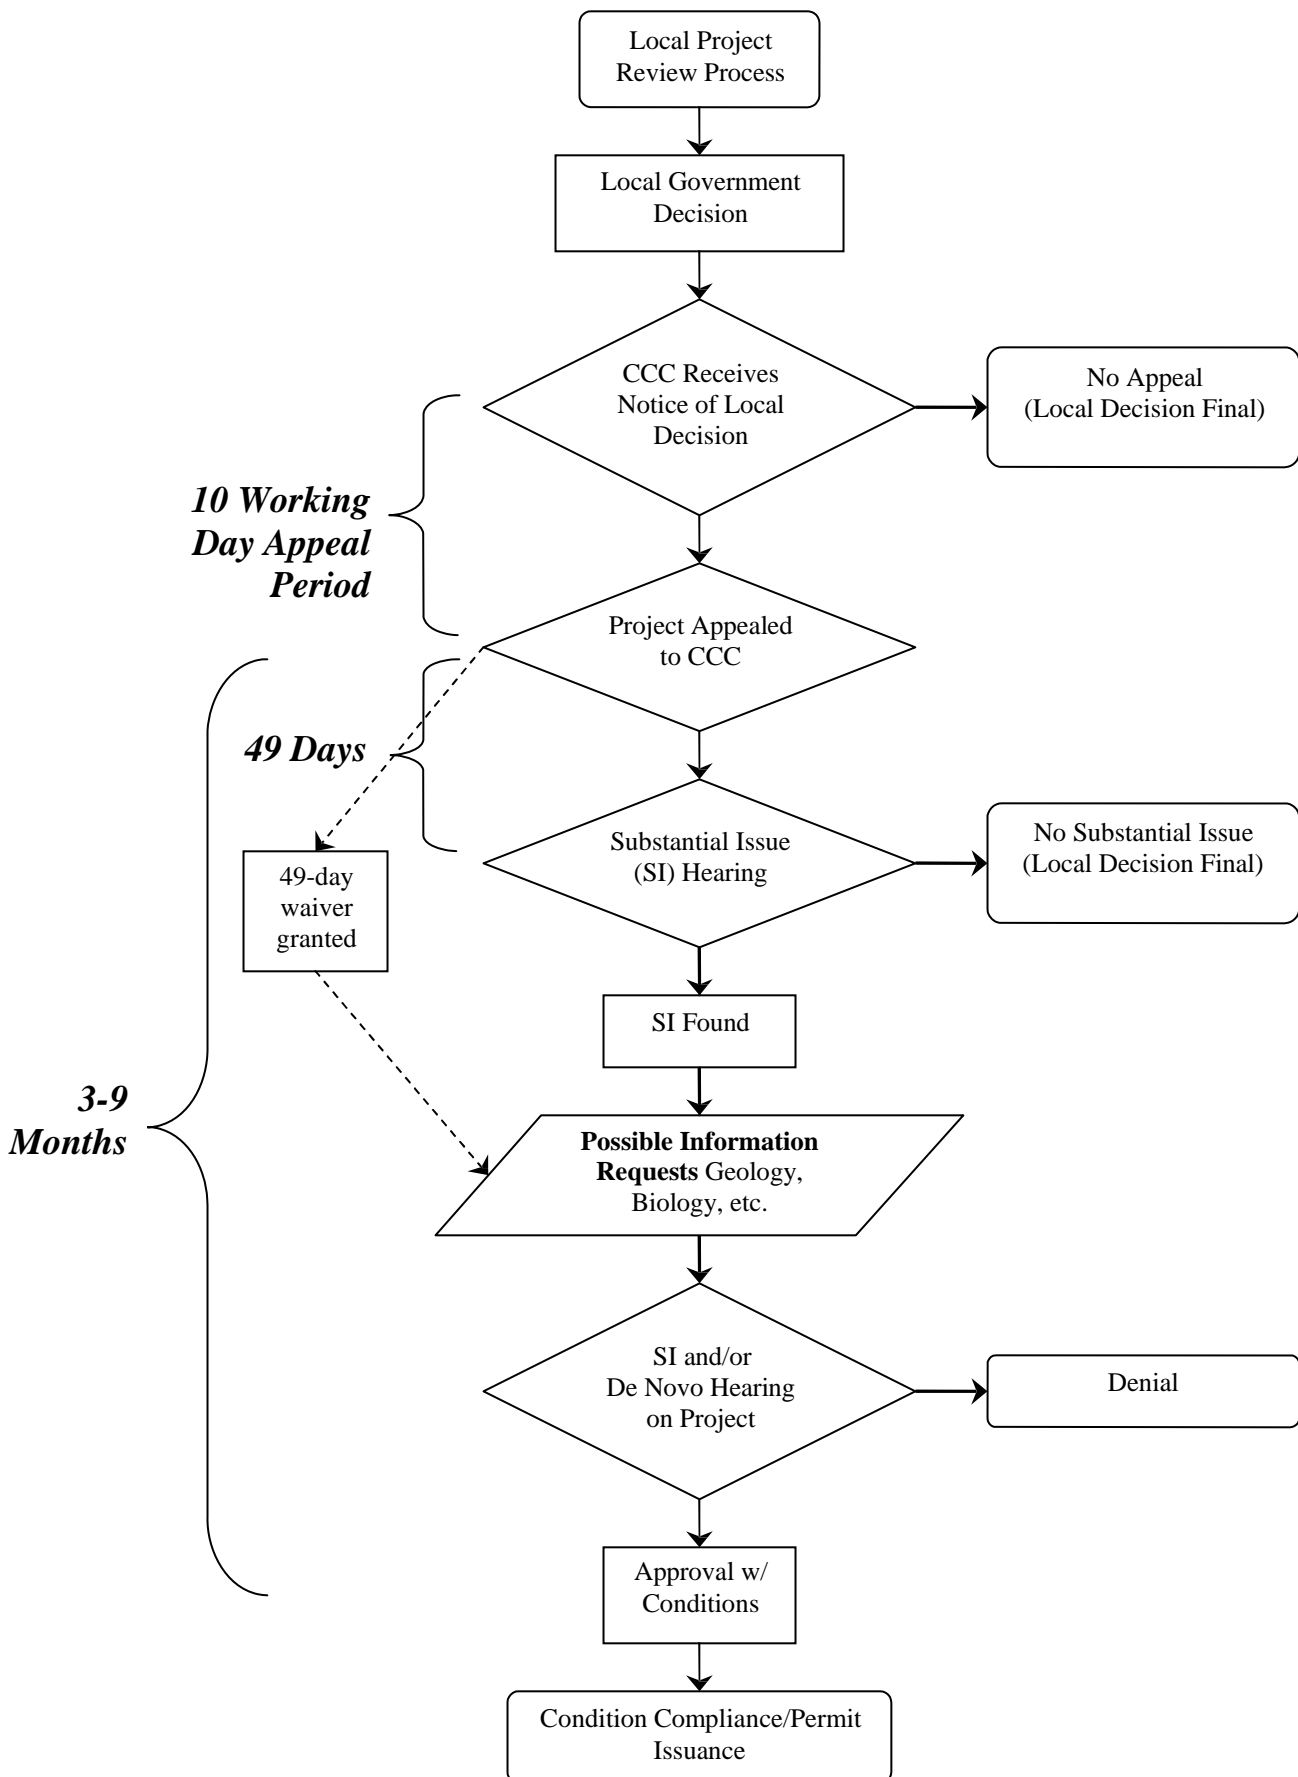 Local Project
Review Process
Local Government
Decision
CCC Receives
Notice of Local
Decision
No Appeal
(Local Decision Final)
10 Working
Day Appeal
Period
Project Appealed
to CCC
49 Days
Substantial Issue
(SI) Hearing
No Substantial Issue
(Local Decision Final)
49-day
waiver
granted
SI Found
3-9
Months
Possible Information
Requests Geology,
Biology, etc.
SI and/or
De Novo Hearing
on Project
Denial
Approval w/
Conditions
Condition Compliance/Permit
Issuance